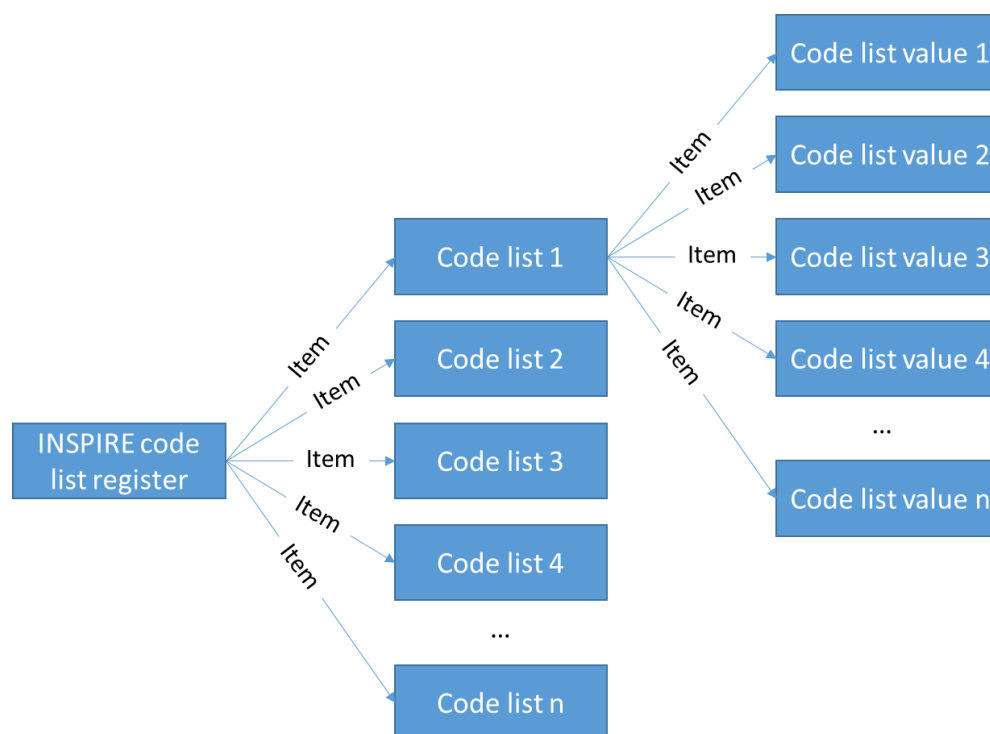 INSPIRE code
list register
Item
Item
Item
Item
Item
Code list 1
Code list 2
Code list 3
Code list 4
...
Code list n
Item
Item
Item
Item
Item
Code list value 1
Code list value 2
Code list value 3
Code list value 4
...
Code list value n